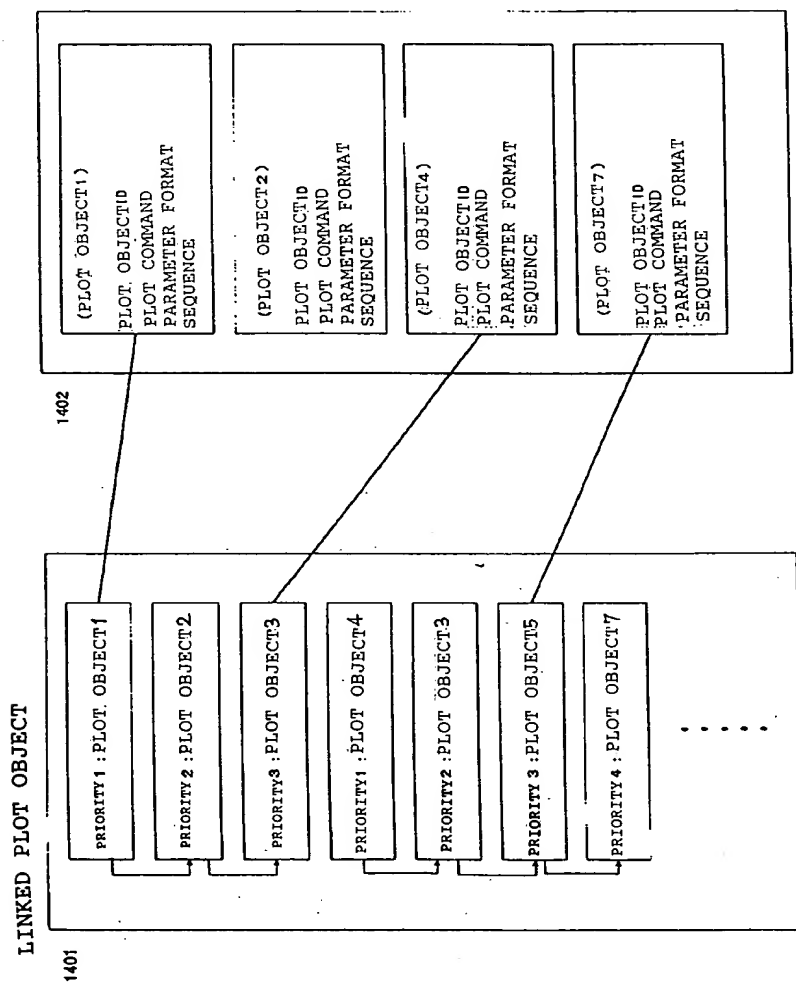 LINKED PLOT OBJECT
1401
PRIORITY1 : PLOT OBJECT1
PRIORITY2 : PLOT OBJECT2
PRIORITY3 : PLOT OBJECT3
PRIORITY1 : PLOT OBJECT4
PRIORITY2 : PLOT OBJECT3
PRIORITY 3 : PLOT OBJECT5
PRIORITY 4 : PLOT OBJECT7
.....
1402
(PLOT OBJECT1)
PLOT OBJECTID
PLOT COMMAND
PARAMETER FORMAT
SEQUENCE
(PLOT OBJECT2)
PLOT OBJECTID
PLOT COMMAND
PARAMETER FORMAT
SEQUENCE
(PLOT OBJECT4)
PLOT OBJECTID
PLOT COMMAND
PARAMETER FORMAT
SEQUENCE
(PLOT OBJECT7)
PLOT OBJECTID
PLOT COMMAND
PARAMETER FORMAT
SEQUENCE